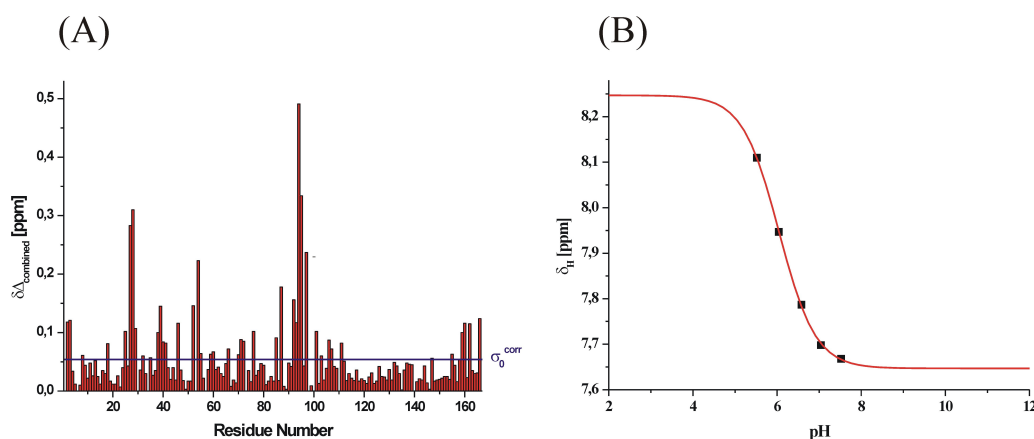 (A)
(B)
δΔcombined [ppm]
0,5
0,4
0,3
0,2
0,1
0,0
σ0corr
20 40 60 80 100 120 140 160
Residue Number
δH [ppm]
8,2
8,1
8,0
7,9
7,8
7,7
7,6
2 4 6 8 10 12
pH